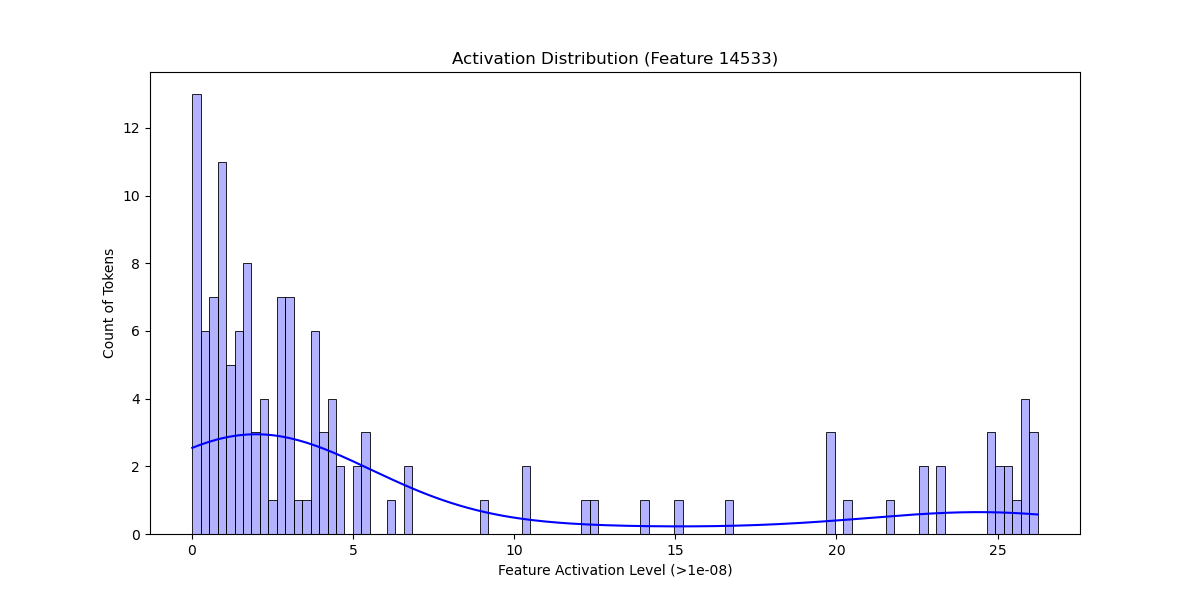 Activation Distribution (Feature 14533)
Count of Tokens
12
10
8
6
4
2
0
0 5 10 15 20 25
Feature Activation Level (>1e-08)